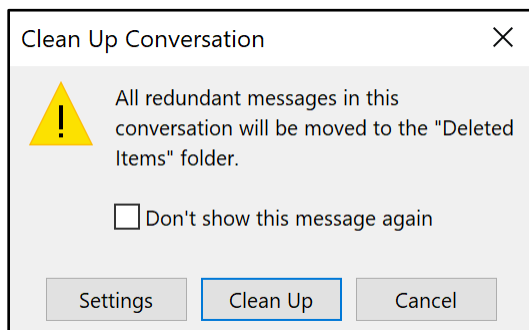 Clean Up Conversation
All redundant messages in this
conversation will be moved to the "Deleted
Items" folder.
Don't show this message again
Settings
Clean Up
Cancel